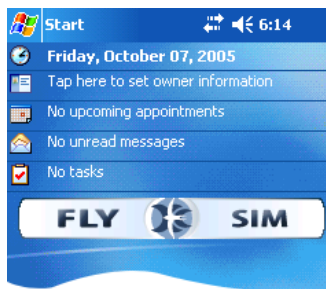 Start 6:14
Friday, October 07, 2005
Tap here to set owner information
No upcoming appointments
No unread messages
No tasks
FLY SIM